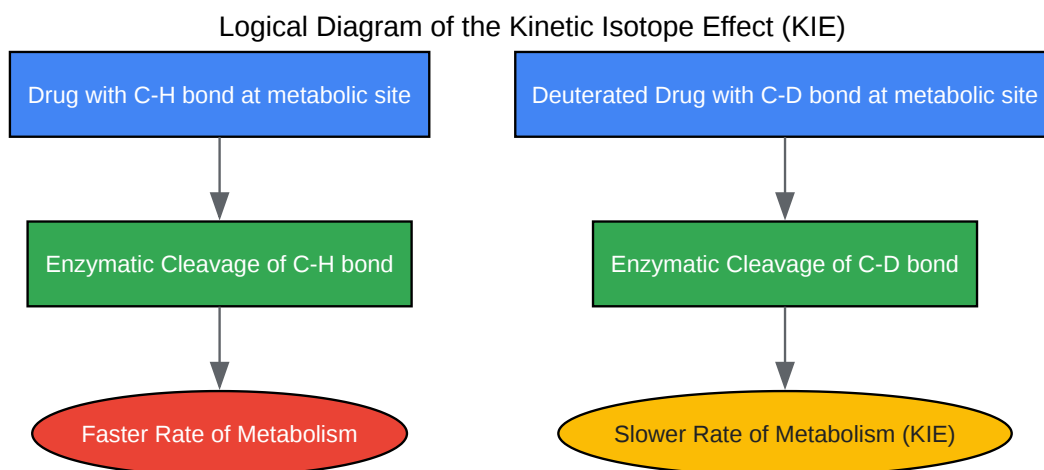 Logical Diagram of the Kinetic Isotope Effect (KIE)
Drug with C-H bond at metabolic site
Deuterated Drug with C-D bond at metabolic site
Enzymatic Cleavage of C-H bond
Enzymatic Cleavage of C-D bond
Faster Rate of Metabolism
Slower Rate of Metabolism (KIE)